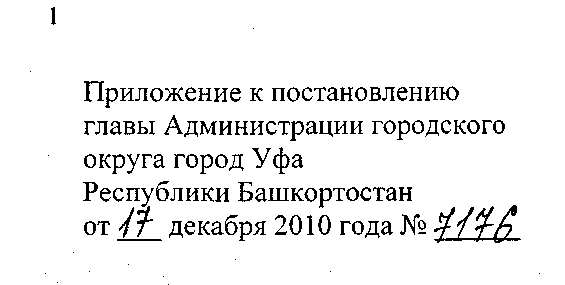 1
Приложение к постановлению
главы Администрации городского
округа город Уфа
Республики Башкортостан
от 17 декабря 2010 года № 7176